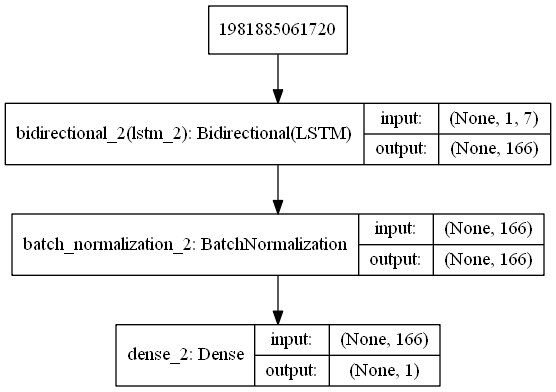 1981885061720
bidirectional_2(lstm_2): Bidirectional(LSTM)
input: (None, 1, 7)
output: (None, 166)
batch_normalization_2: BatchNormalization
input: (None, 166)
output: (None, 166)
dense_2: Dense
input: (None, 166)
output: (None, 1)